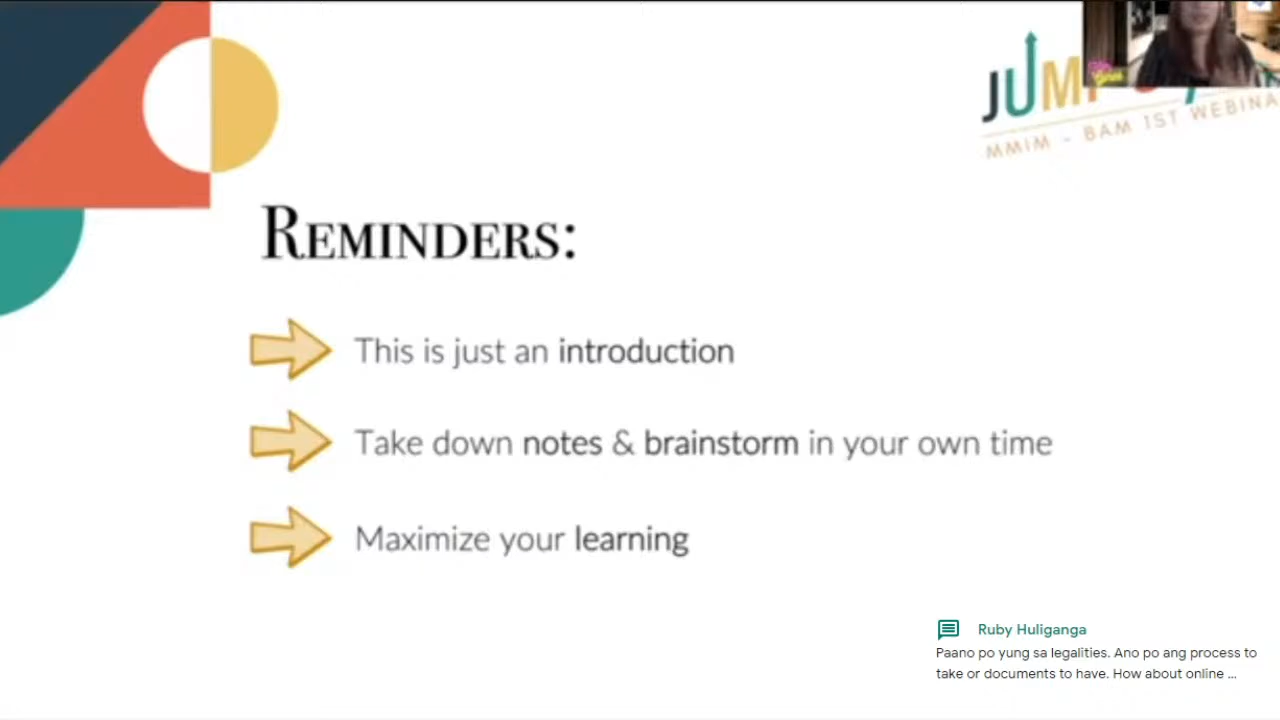 JUMP
MMIM - BAM 1ST WEBINA
REMINDERS:
This is just an introduction
Take down notes & brainstorm in your own time
Maximize your learning
Ruby Huliganga
Paano po yung sa legalities. Ano po ang process to
take or documents to have. How about online ...